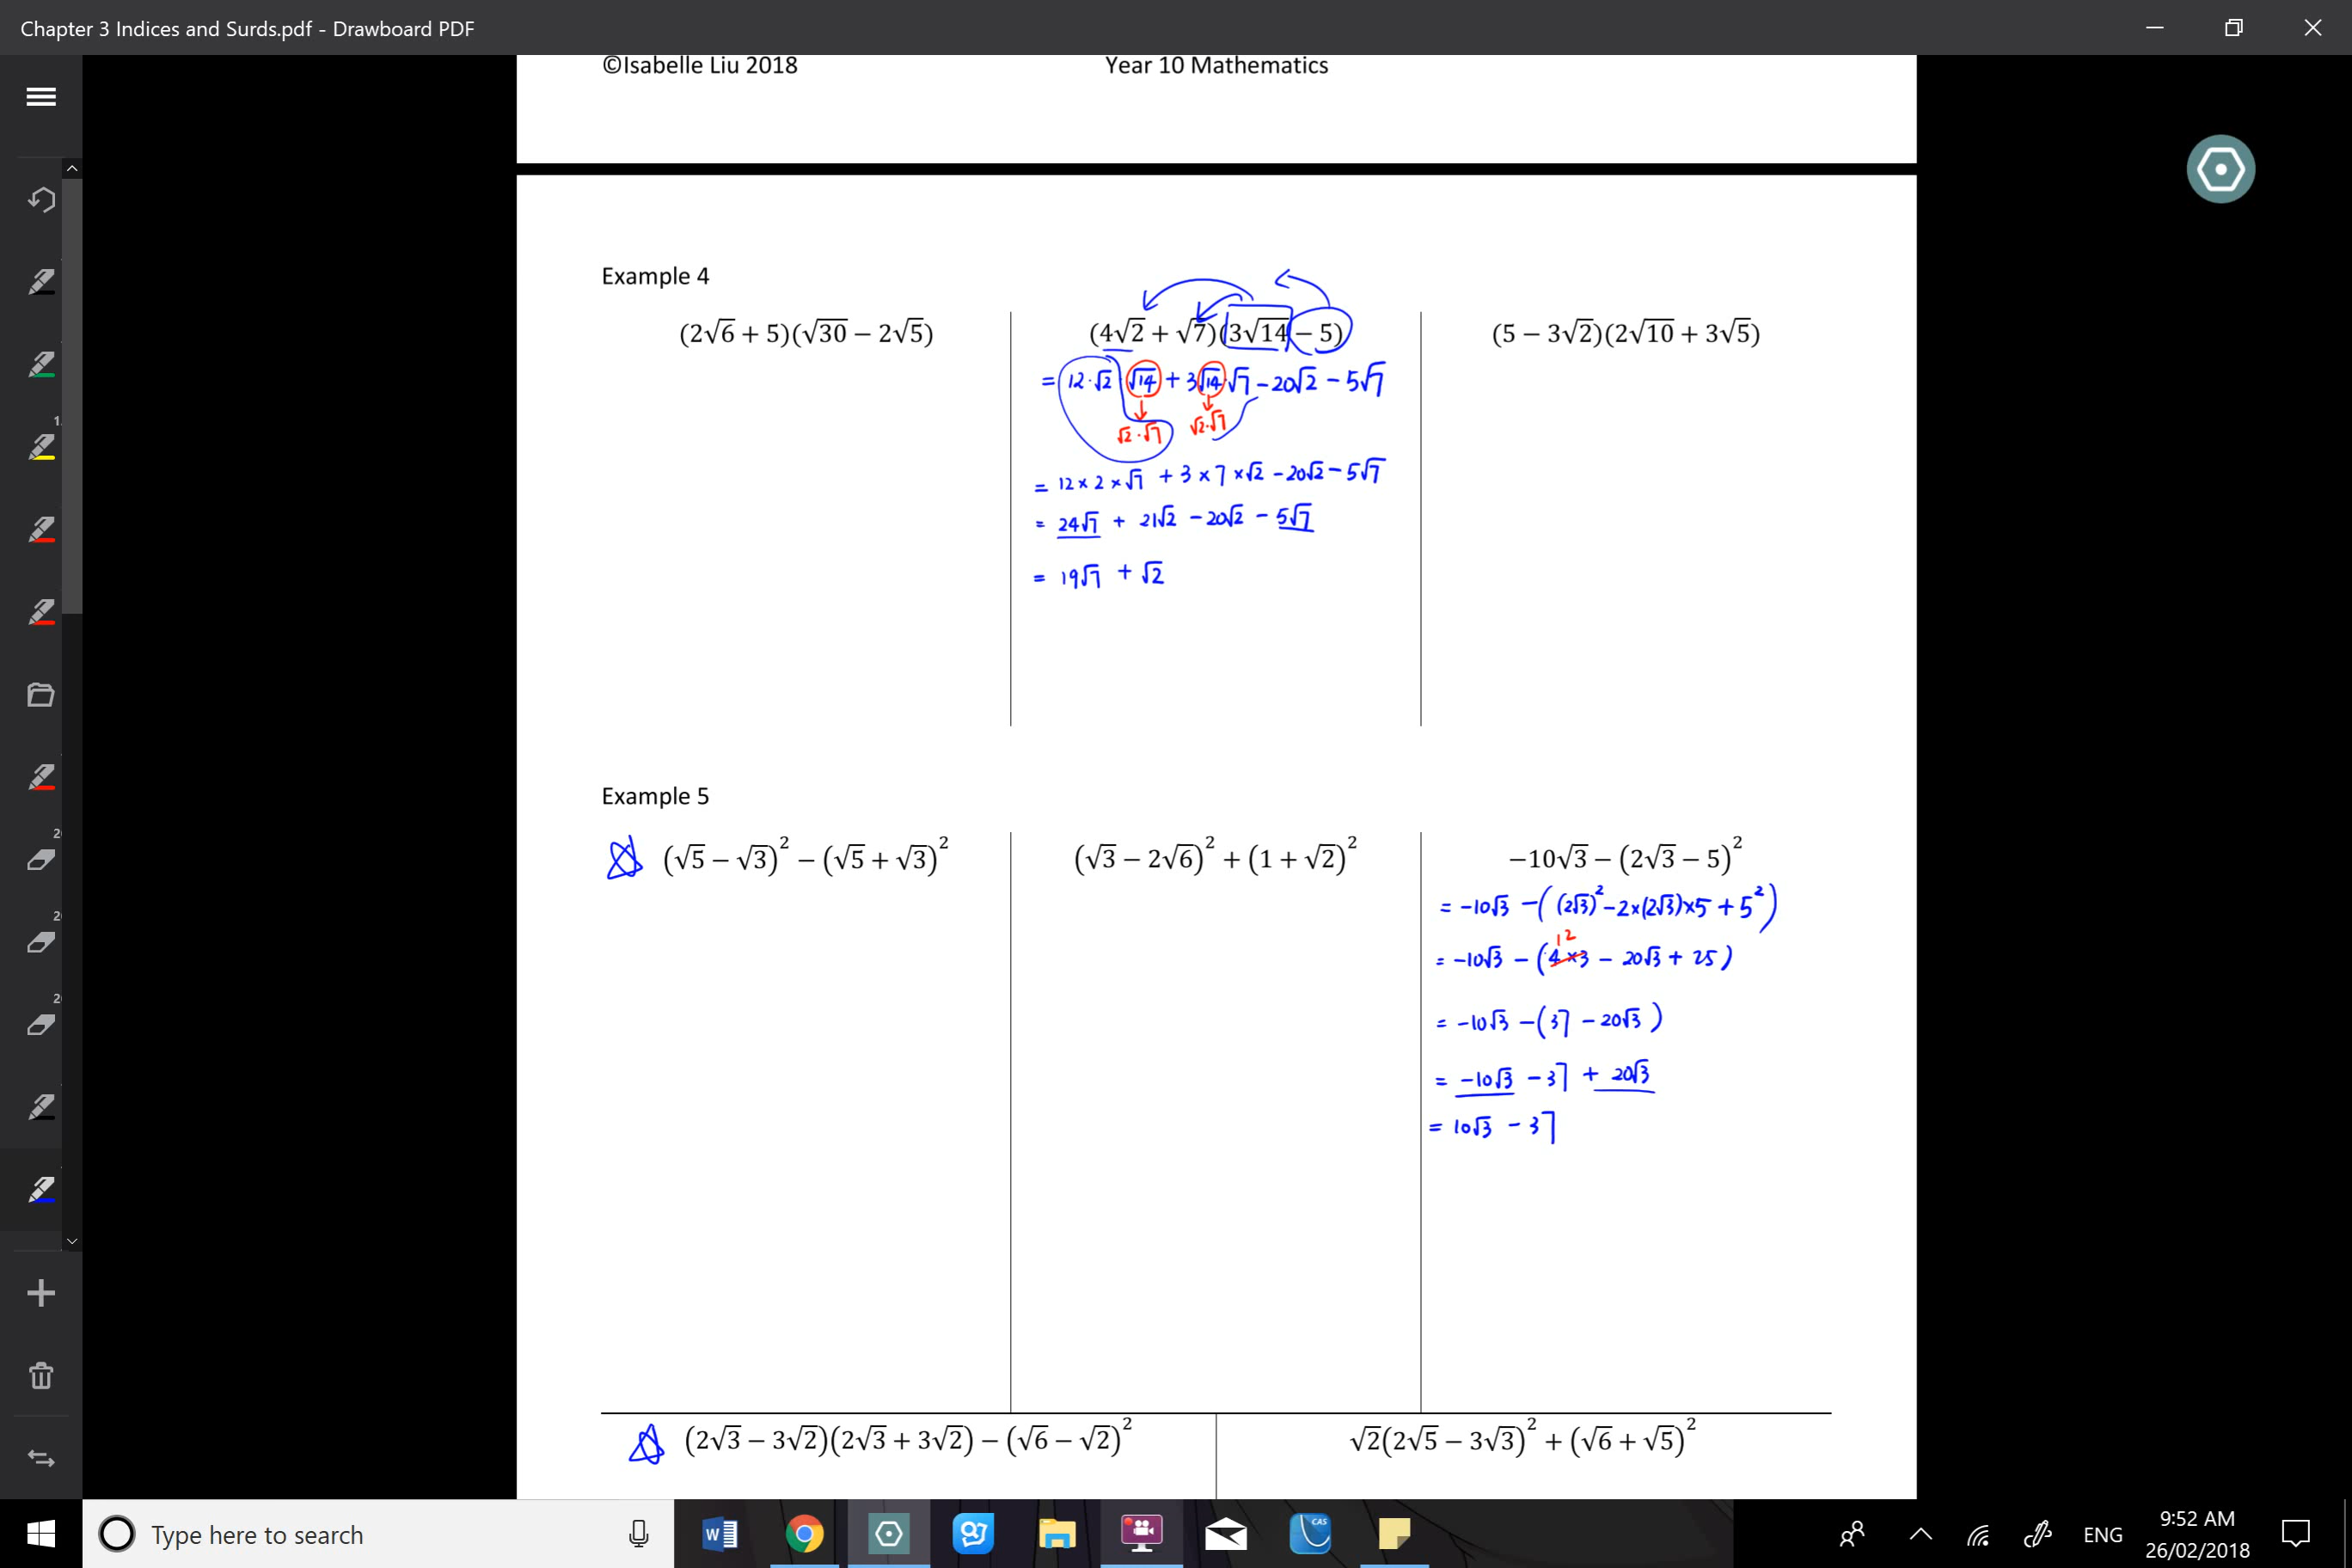 Chapter 3 Indices and Surds.pdf - Drawboard PDF
©Isabelle Liu 2018 Year 10 Mathematics
Example 4
(2√6 + 5)(√30 − 2√5)
(4√2 + √7)(3√14 − 5)
= 12·√2 √14 + 3√14·√7 − 20√2 − 5√7
√2·√7 √2·√7
= 12 × 2 × √7 + 3 × 7 × √2 − 20√2 − 5√7
= 24√7 + 21√2 − 20√2 − 5√7
= 19√7 + √2
(5 − 3√2)(2√10 + 3√5)
Example 5
(√5 − √3)² − (√5 + √3)²
(√3 − 2√6)² + (1 + √2)²
−10√3 − (2√3 − 5)²
= −10√3 − ((2√3)² − 2×(2√3)×5 + 5²)
12
= −10√3 − (4×3 − 20√3 + 25)
= −10√3 − (37 − 20√3)
= −10√3 − 37 + 20√3
= 10√3 − 37
(2√3 − 3√2)(2√3 + 3√2) − (√6 − √2)²
√2(2√5 − 3√3)² + (√6 + √5)²
Type here to search
CAS
ENG
9:52 AM
26/02/2018